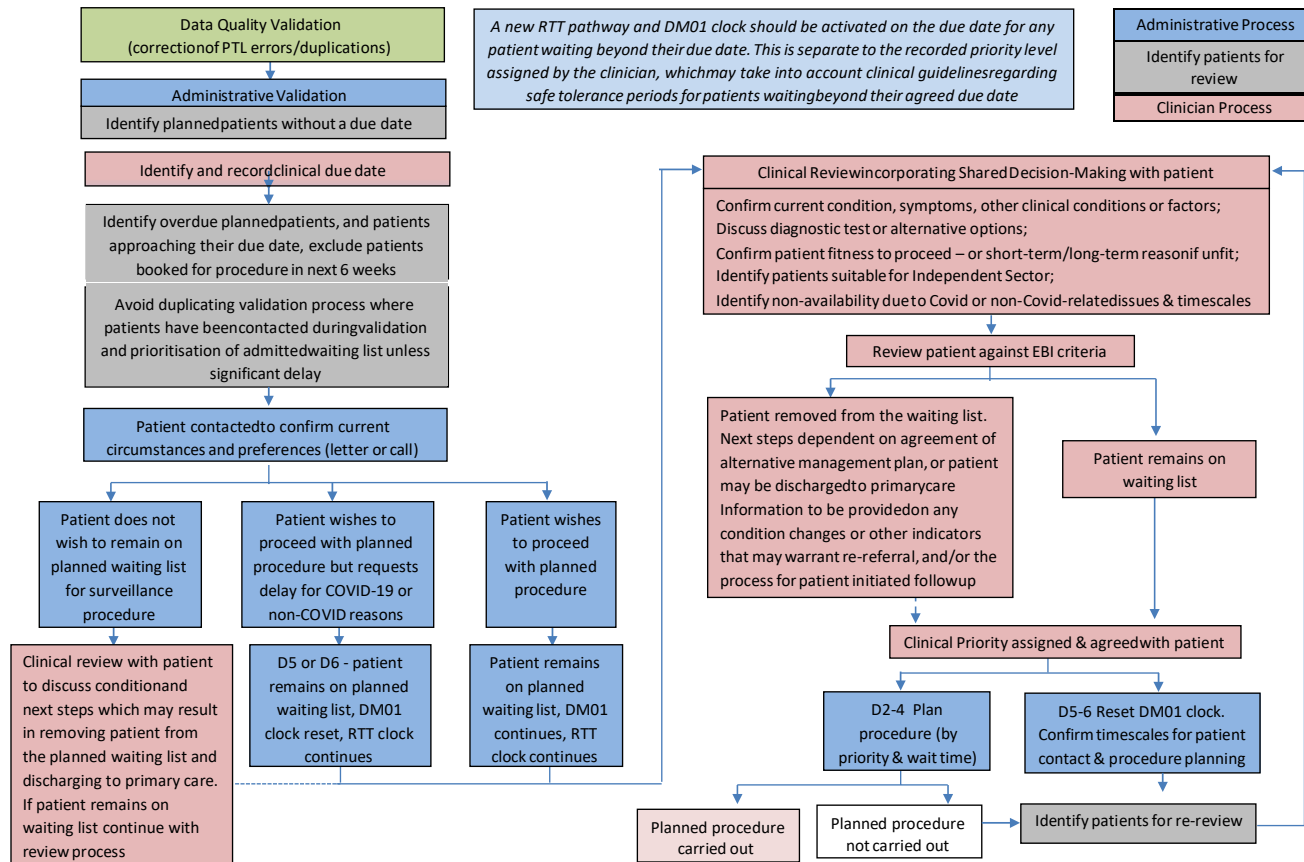 Data Quality Validation
(correctionof PTL errors/duplications)
A new RTT pathway and DM01 clock should be activated on the due date for any
patient waiting beyond their due date. This is separate to the recorded priority level
assigned by the clinician, whichmay take into account clinical guidelinesregarding
safe tolerance periods for patients waitingbeyond their agreed due date
Administrative Process
Identify patients for
review
Clinician Process
Administrative Validation
Identify plannedpatients without a due date
Identify and recordclinical due date
Identify overdue plannedpatients, and patients
approaching their due date, exclude patients
booked for procedure in next 6 weeks
Avoid duplicating validation process where
patients have beencontacted duringvalidation
and prioritisation of admittedwaiting list unless
significant delay
Patient contactedto confirm current
circumstances and preferences (letter or call)
Patient does not
wish to remain on
planned waiting list
for surveillance
procedure
Patient wishes to
proceed with planned
procedure but requests
delay for COVID-19 or
non-COVID reasons
Patient wishes
to proceed
with planned
procedure
Clinical review with patient
to discuss conditionand
next steps which may result
in removing patient from
the planned waiting list and
discharging to primary care.
If patient remains on
waiting list continue with
review process
D5 or D6 - patient
remains on planned
waiting list, DM01
clock reset, RTT clock
continues
Patient remains
on planned
waiting list, DM01
continues, RTT
clock continues
Clinical Reviewincorporating Shared Decision-Making with patient
Confirm current condition, symptoms, other clinical conditions or factors;
Discuss diagnostic test or alternative options;
Confirm patient fitness to proceed – or short-term/long-term reasonif unfit;
Identify patients suitable for Independent Sector;
Identify non-availability due to Covid or non-Covid-relatedissues & timescales
Review patient against EBI criteria
Patient removed from the waiting list.
Next steps dependent on agreement of
alternative management plan, or patient
may be dischargedto primarycare
Information to be providedon any
condition changes or other indicators
that may warrant re-referral, and/or the
process for patient initiated followup
Patient remains on
waiting list
Clinical Priority assigned & agreedwith patient
D2-4 Plan
procedure (by
priority & wait time)
D5-6 Reset DM01 clock.
Confirm timescales for patient
contact & procedure planning
Planned procedure
carried out
Planned procedure
not carried out
Identify patients for re-review